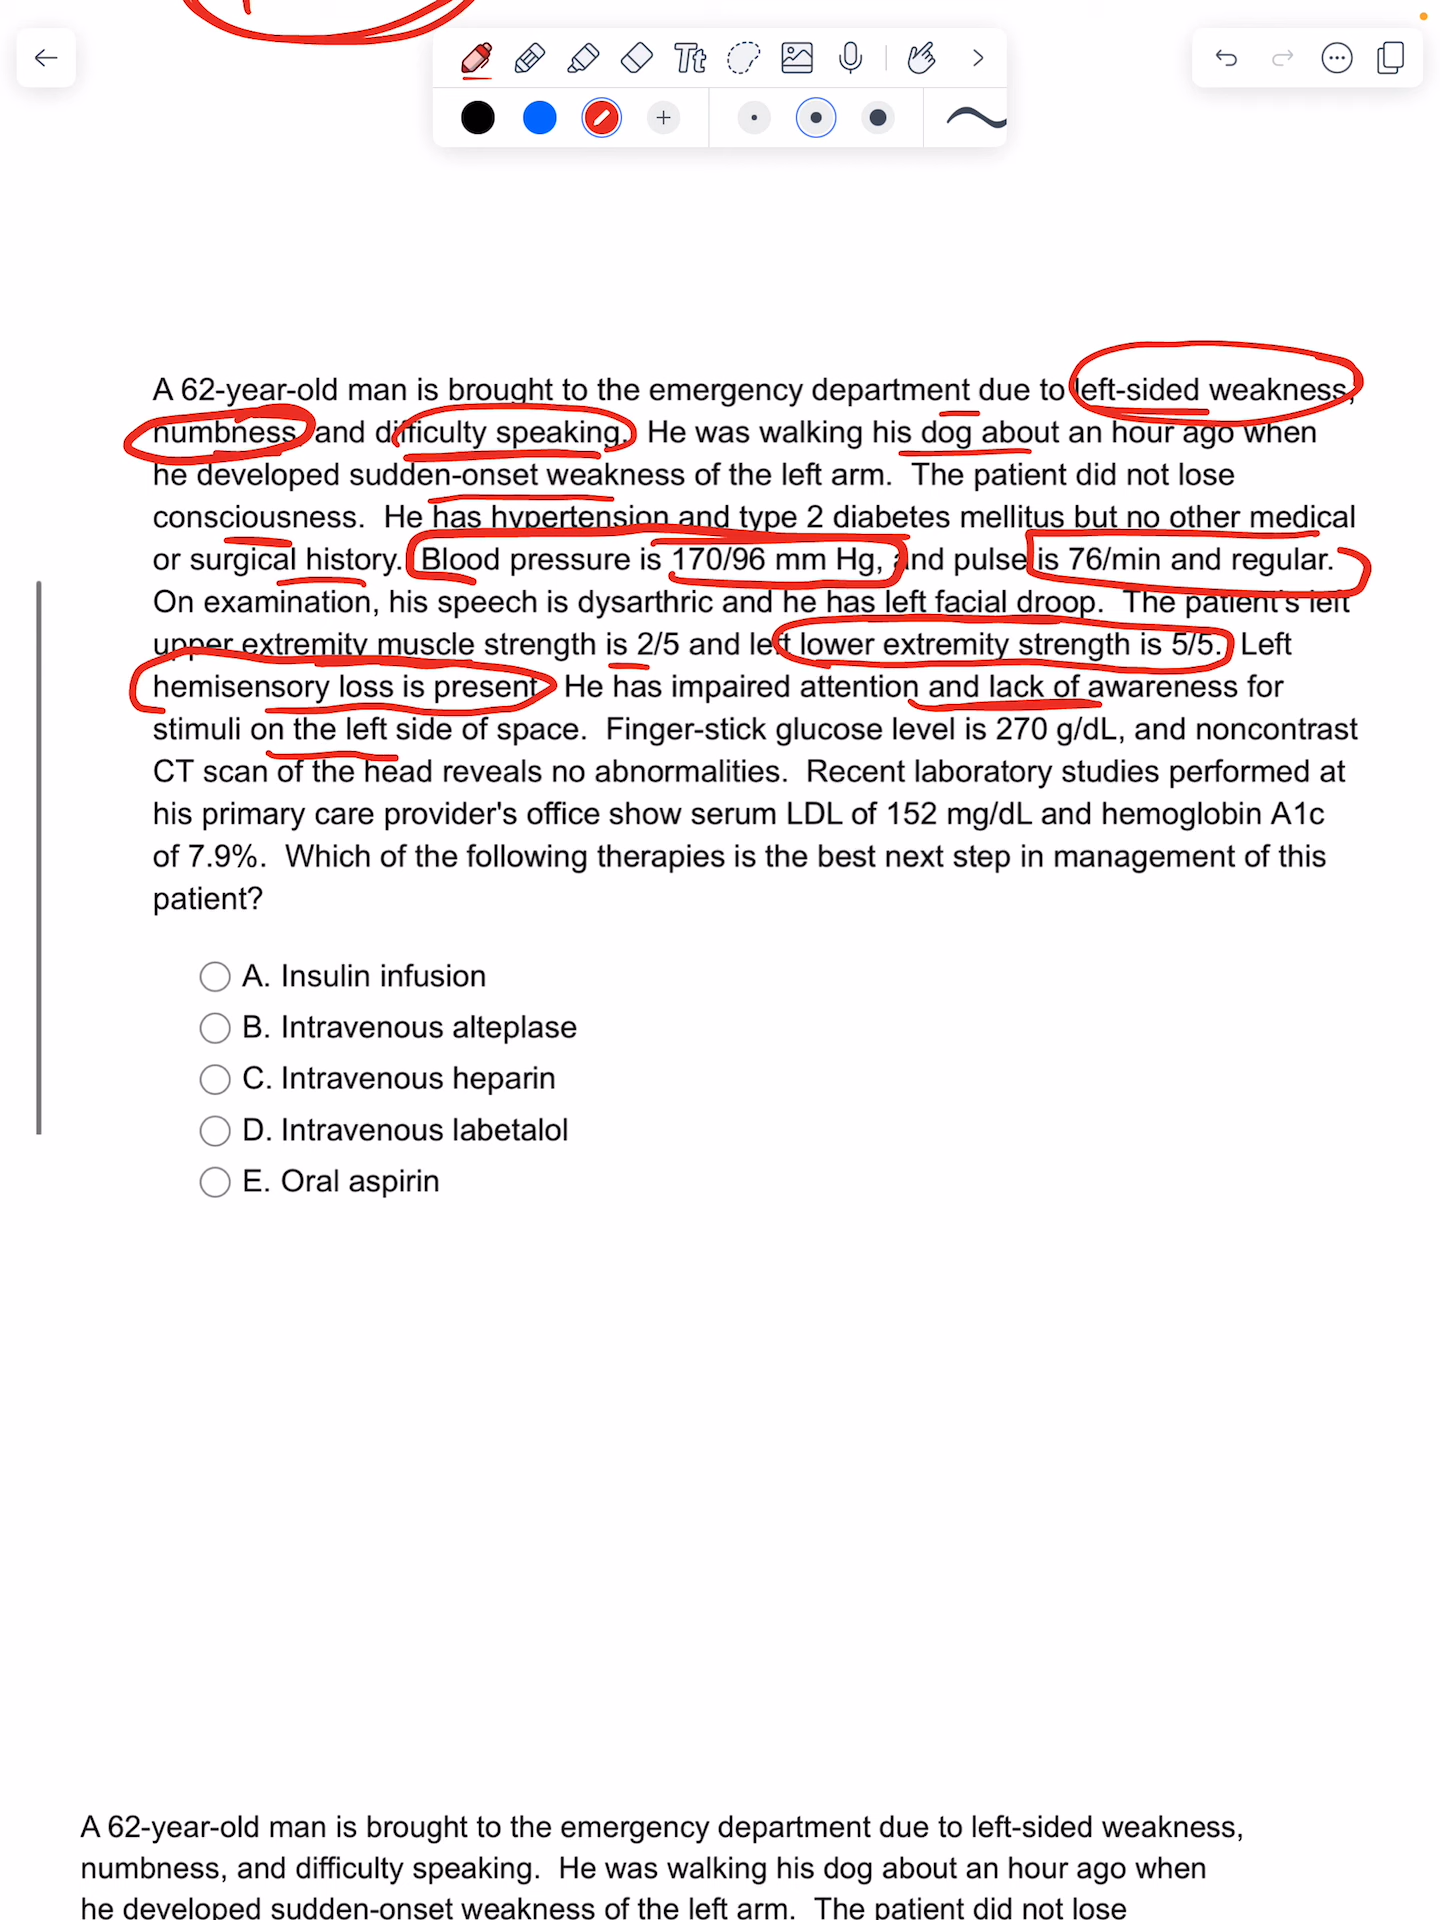 Tt
A 62-year-old man is brought to the emergency department due to left-sided weakness,
numbness, and difficulty speaking. He was walking his dog about an hour ago when
he developed sudden-onset weakness of the left arm. The patient did not lose
consciousness. He has hypertension and type 2 diabetes mellitus but no other medical
or surgical history. Blood pressure is 170/96 mm Hg, and pulse is 76/min and regular.
On examination, his speech is dysarthric and he has left facial droop. The patient's left
upper extremity muscle strength is 2/5 and left lower extremity strength is 5/5. Left
hemisensory loss is present. He has impaired attention and lack of awareness for
stimuli on the left side of space. Finger-stick glucose level is 270 g/dL, and noncontrast
CT scan of the head reveals no abnormalities. Recent laboratory studies performed at
his primary care provider's office show serum LDL of 152 mg/dL and hemoglobin A1c
of 7.9%. Which of the following therapies is the best next step in management of this
patient?
A. Insulin infusion
B. Intravenous alteplase
C. Intravenous heparin
D. Intravenous labetalol
E. Oral aspirin
A 62-year-old man is brought to the emergency department due to left-sided weakness,
numbness, and difficulty speaking. He was walking his dog about an hour ago when
he developed sudden-onset weakness of the left arm. The patient did not lose